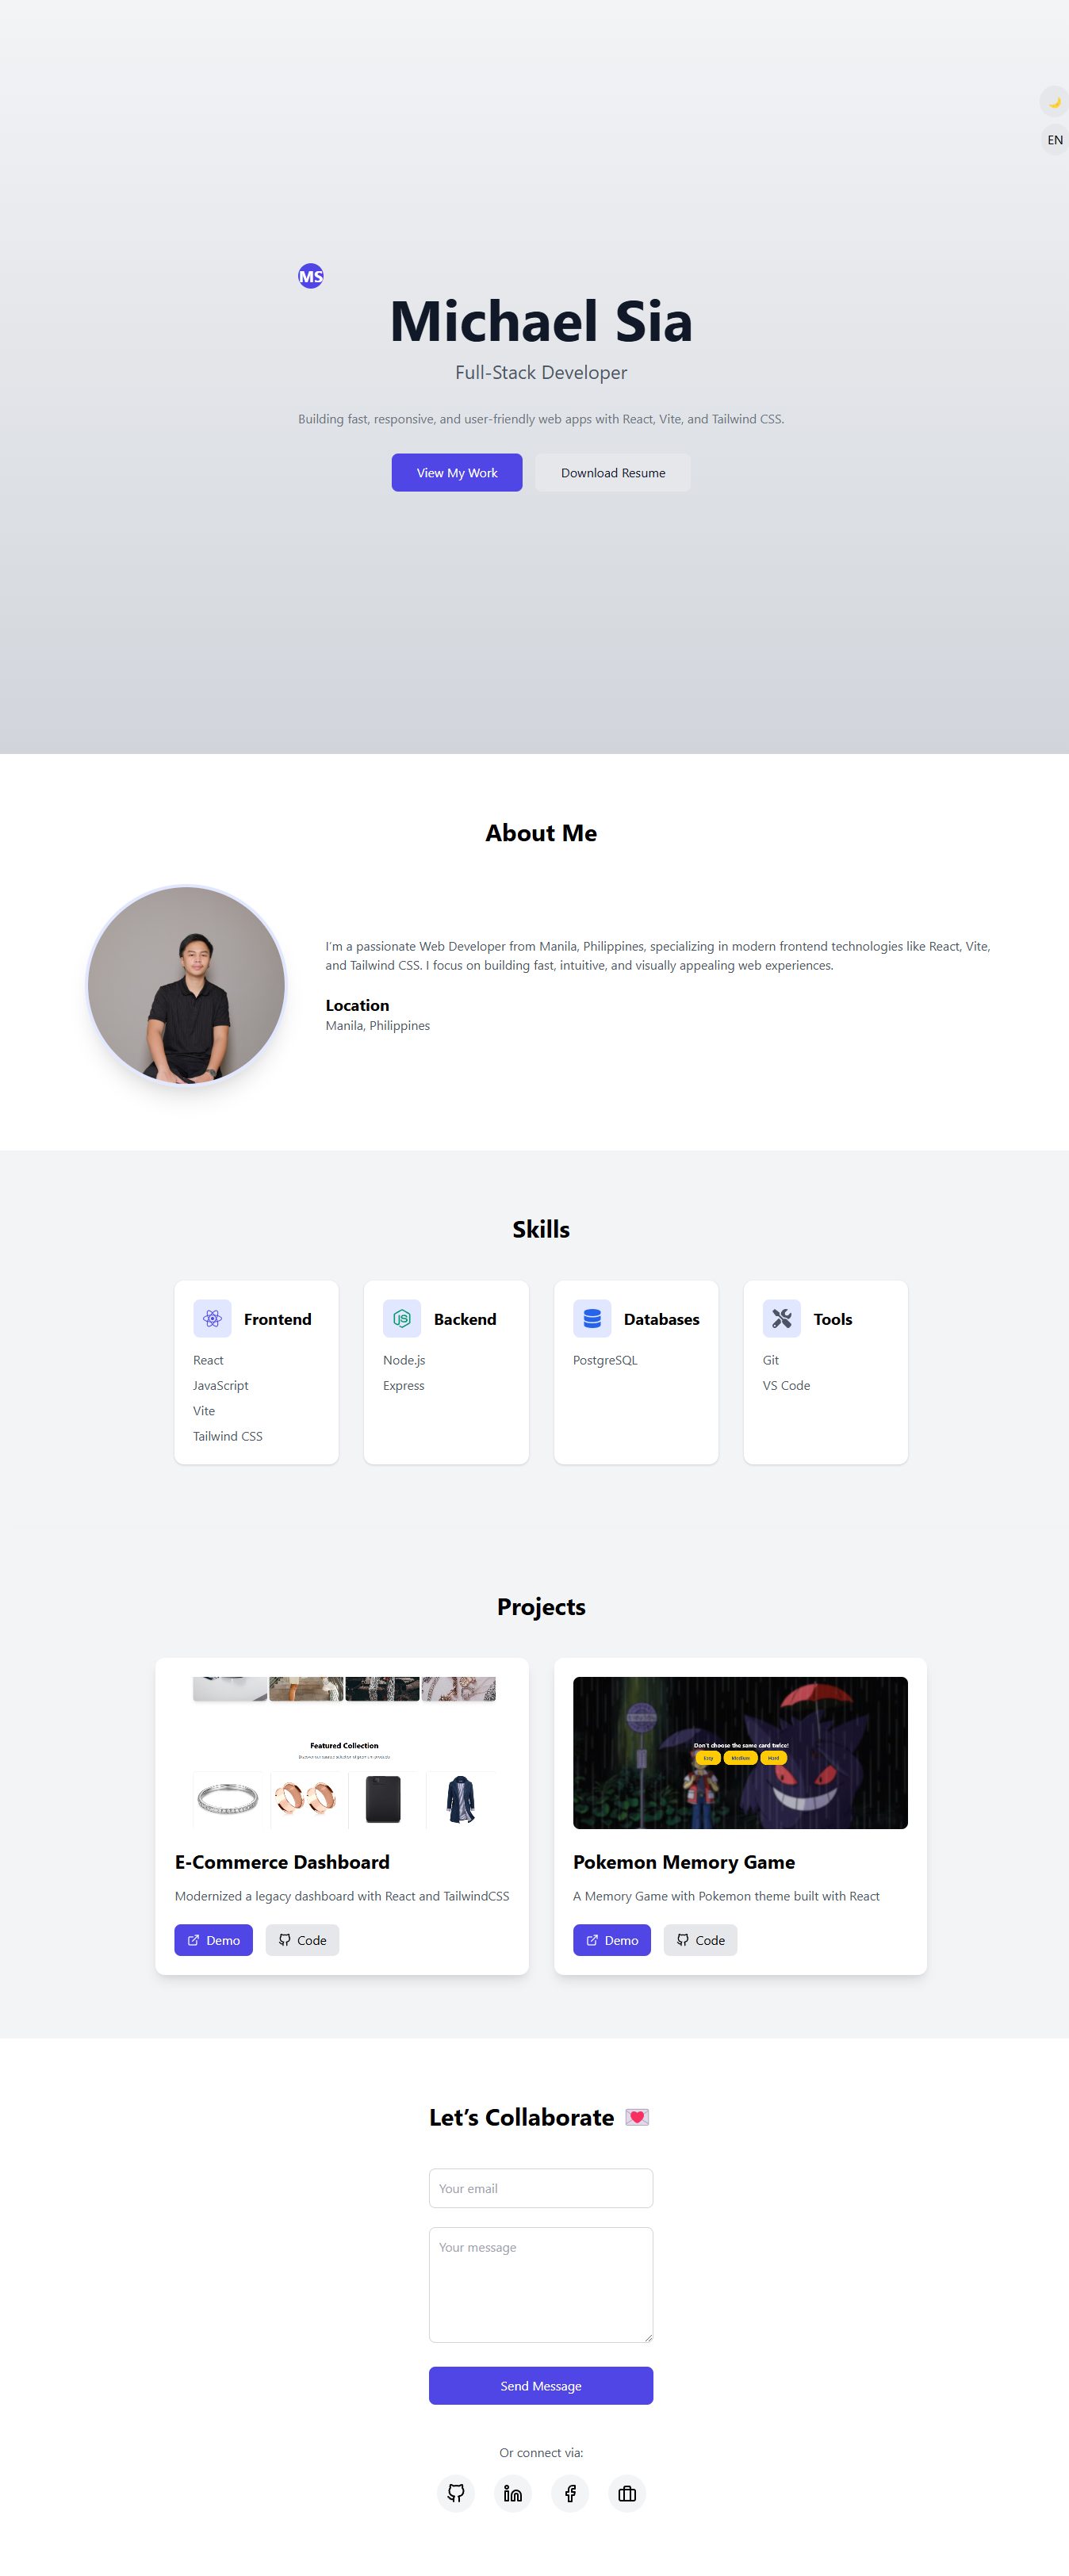 EN
MS
Michael Sia
Full-Stack Developer
Building fast, responsive, and user-friendly web apps with React, Vite, and Tailwind CSS.
View My Work
Download Resume
About Me
I'm a passionate Web Developer from Manila, Philippines, specializing in modern frontend technologies like React, Vite,
and Tailwind CSS. I focus on building fast, intuitive, and visually appealing web experiences.
Location
Manila, Philippines
Skills
Frontend
React
JavaScript
Vite
Tailwind CSS
Backend
Node.js
Express
Databases
PostgreSQL
Tools
Git
VS Code
Projects
Featured Collection
E-Commerce Dashboard
Modernized a legacy dashboard with React and TailwindCSS
Demo
Code
Don't choose the same card twice!
Easy
Medium
Hard
Pokemon Memory Game
A Memory Game with Pokemon theme built with React
Demo
Code
Let’s Collaborate
Your email
Your message
Send Message
Or connect via: